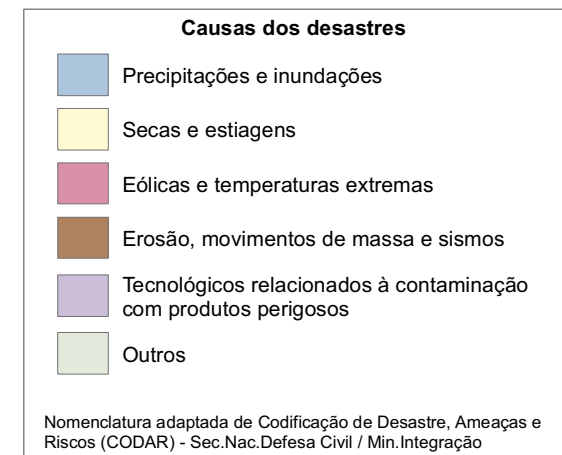 Causas dos desastres
Precipitações e inundações
Secas e estiagens
Eólicas e temperaturas extremas
Erosão, movimentos de massa e sismos
Tecnológicos relacionados à contaminação
com produtos perigosos
Outros
Nomenclatura adaptada de Codificação de Desastre, Ameaças e
Riscos (CODAR) - Sec.Nac.Defesa Civil / Min.Integração